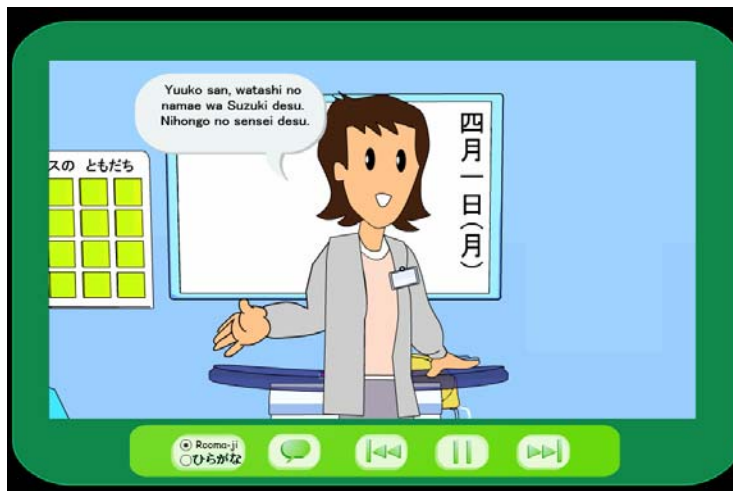 Yuuko san, watashi no
namae wa Suzuki desu.
Nihongo no sensei desu.
四月一日(月)
スの ともだち
Rooma-ji
ひらがな